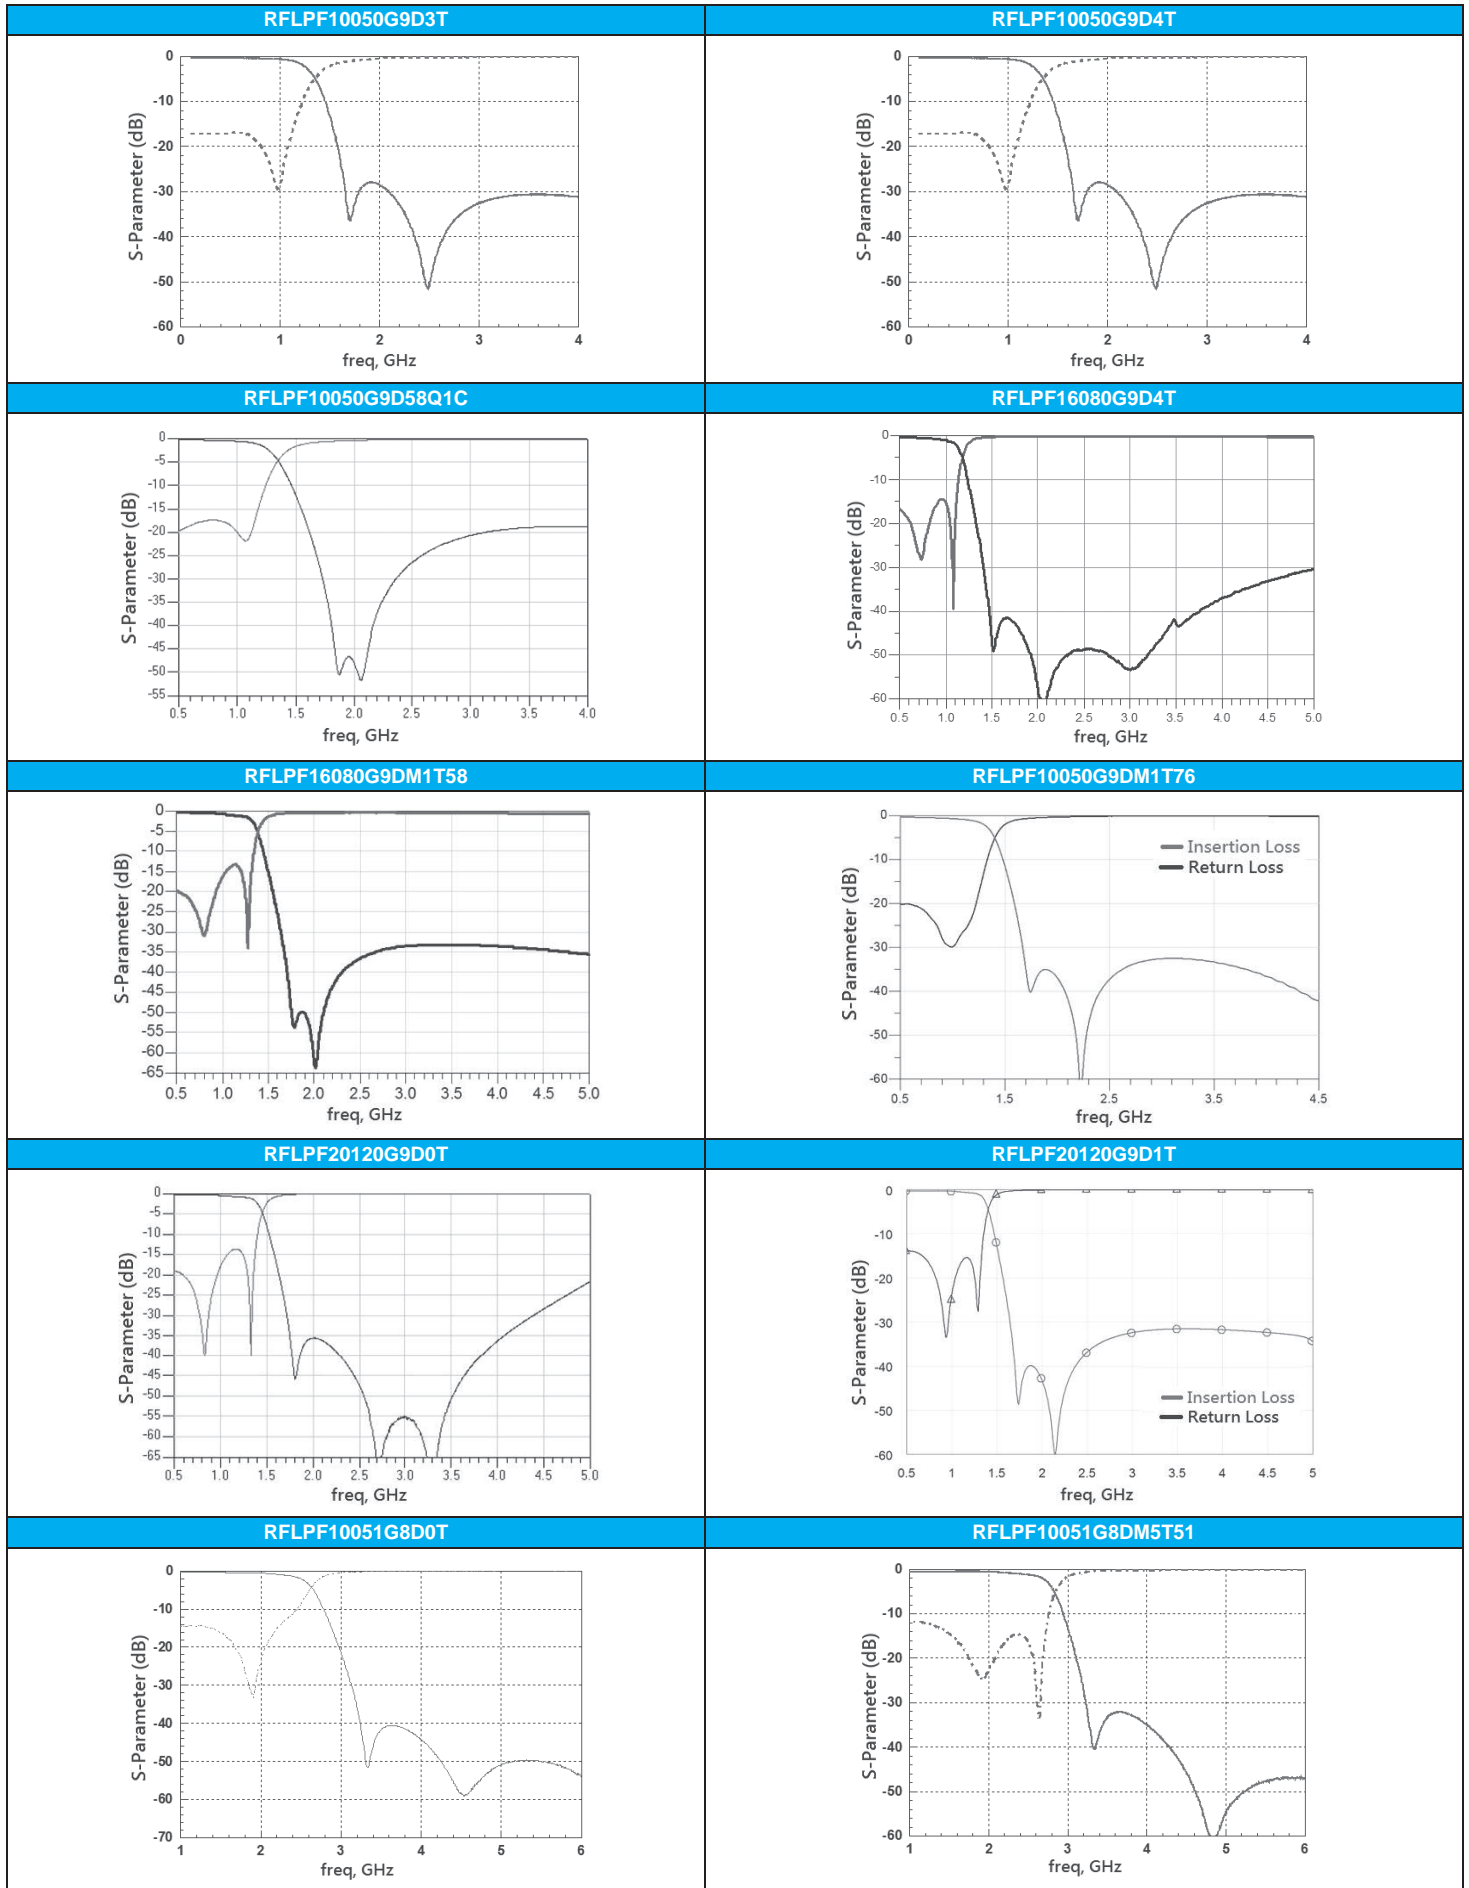 RFLPF10050G9D3T
RFLPF10050G9D4T
0
-10
-20
-30
-40
-50
-60
S-Parameter (dB)
0 1 2 3 4
freq, GHz
0
-10
-20
-30
-40
-50
-60
S-Parameter (dB)
0 1 2 3 4
freq, GHz
RFLPF10050G9D58Q1C
RFLPF16080G9D4T
0
-5
-10
-15
-20
-25
-30
-35
-40
-45
-50
-55
S-Parameter (dB)
0.5 1.0 1.5 2.0 2.5 3.0 3.5 4.0
freq, GHz
0
-10
-20
-30
-40
-50
-60
S-Parameter (dB)
0.5 1.0 1.5 2.0 2.5 3.0 3.5 4.0 4.5 5.0
freq, GHz
RFLPF16080G9DM1T58
RFLPF10050G9DM1T76
0
-5
-10
-15
-20
-25
-30
-35
-40
-45
-50
-55
-60
-65
S-Parameter (dB)
0.5 1.0 1.5 2.0 2.5 3.0 3.5 4.0 4.5 5.0
freq, GHz
0
-10
-20
-30
-40
-50
-60
S-Parameter (dB)
Insertion Loss
Return Loss
0.5 1.5 2.5 3.5 4.5
freq, GHz
RFLPF20120G9D0T
RFLPF20120G9D1T
0
-5
-10
-15
-20
-25
-30
-35
-40
-45
-50
-55
-60
-65
S-Parameter (dB)
0.5 1.0 1.5 2.0 2.5 3.0 3.5 4.0 4.5 5.0
freq, GHz
0
-10
-20
-30
-40
-50
-60
S-Parameter (dB)
Insertion Loss
Return Loss
0.5 1 1.5 2 2.5 3 3.5 4 4.5 5
freq, GHz
RFLPF10051G8D0T
RFLPF10051G8DM5T51
0
-10
-20
-30
-40
-50
-60
-70
S-Parameter (dB)
1 2 3 4 5 6
freq, GHz
0
-10
-20
-30
-40
-50
-60
S-Parameter (dB)
1 2 3 4 5 6
freq, GHz